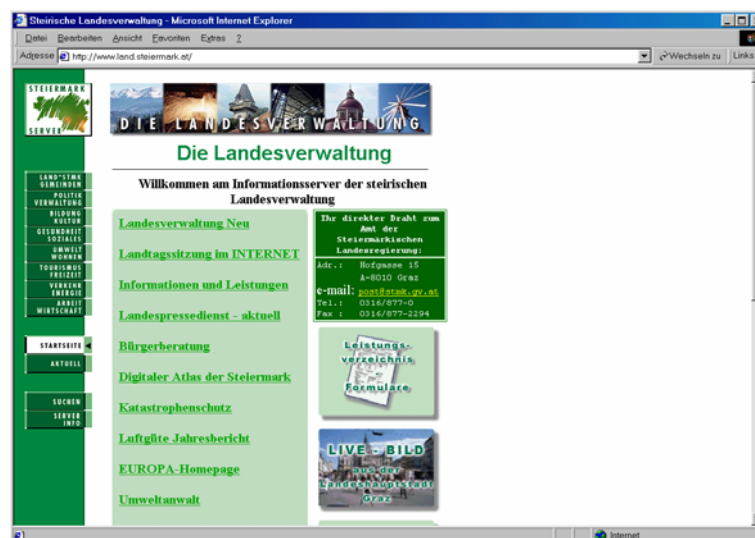 Steirische Landesverwaltung - Microsoft Internet Explorer
Datei Bearbeiten Ansicht Favoriten Extras ?
Adresse http://www.land.steiermark.at/ Wechseln zu Links
STEIERMARK
SERVER
DIE LANDESVERWALTUNG
Die Landesverwaltung
Willkommen am Informationsserver der steirischen
Landesverwaltung
LAND*STMK
GEMEINDEN
POLITIK
VERWALTUNG
BILDUNG
KULTUR
GESUNDHEIT
SOZIALES
UMWELT
WOHNEN
TOURISMUS
FREIZEIT
VERKEHR
ENERGIE
ARBEIT
WIRTSCHAFT
STARTSEITE
AKTUELL
SUCHEN
SERVER
INFO
Landesverwaltung Neu
Landtagssitzung im INTERNET
Informationen und Leistungen
Landespressedienst - aktuell
Bürgerberatung
Digitaler Atlas der Steiermark
Katastrophenschutz
Luftgüte Jahresbericht
EUROPA-Homepage
Umweltanwalt
Ihr direkter Draht zum
Amt der
Steiermärkischen
Landesregierung:
Adr.: Hofgasse 15
A-8010 Graz
e-mail: post@stmk.gv.at
Tel.: 0316/877-0
Fax : 0316/877-2294
Leistungs-
verzeichnis
-
Formulare
LIVE - BILD
aus der
Landeshauptstadt
Graz
Internet